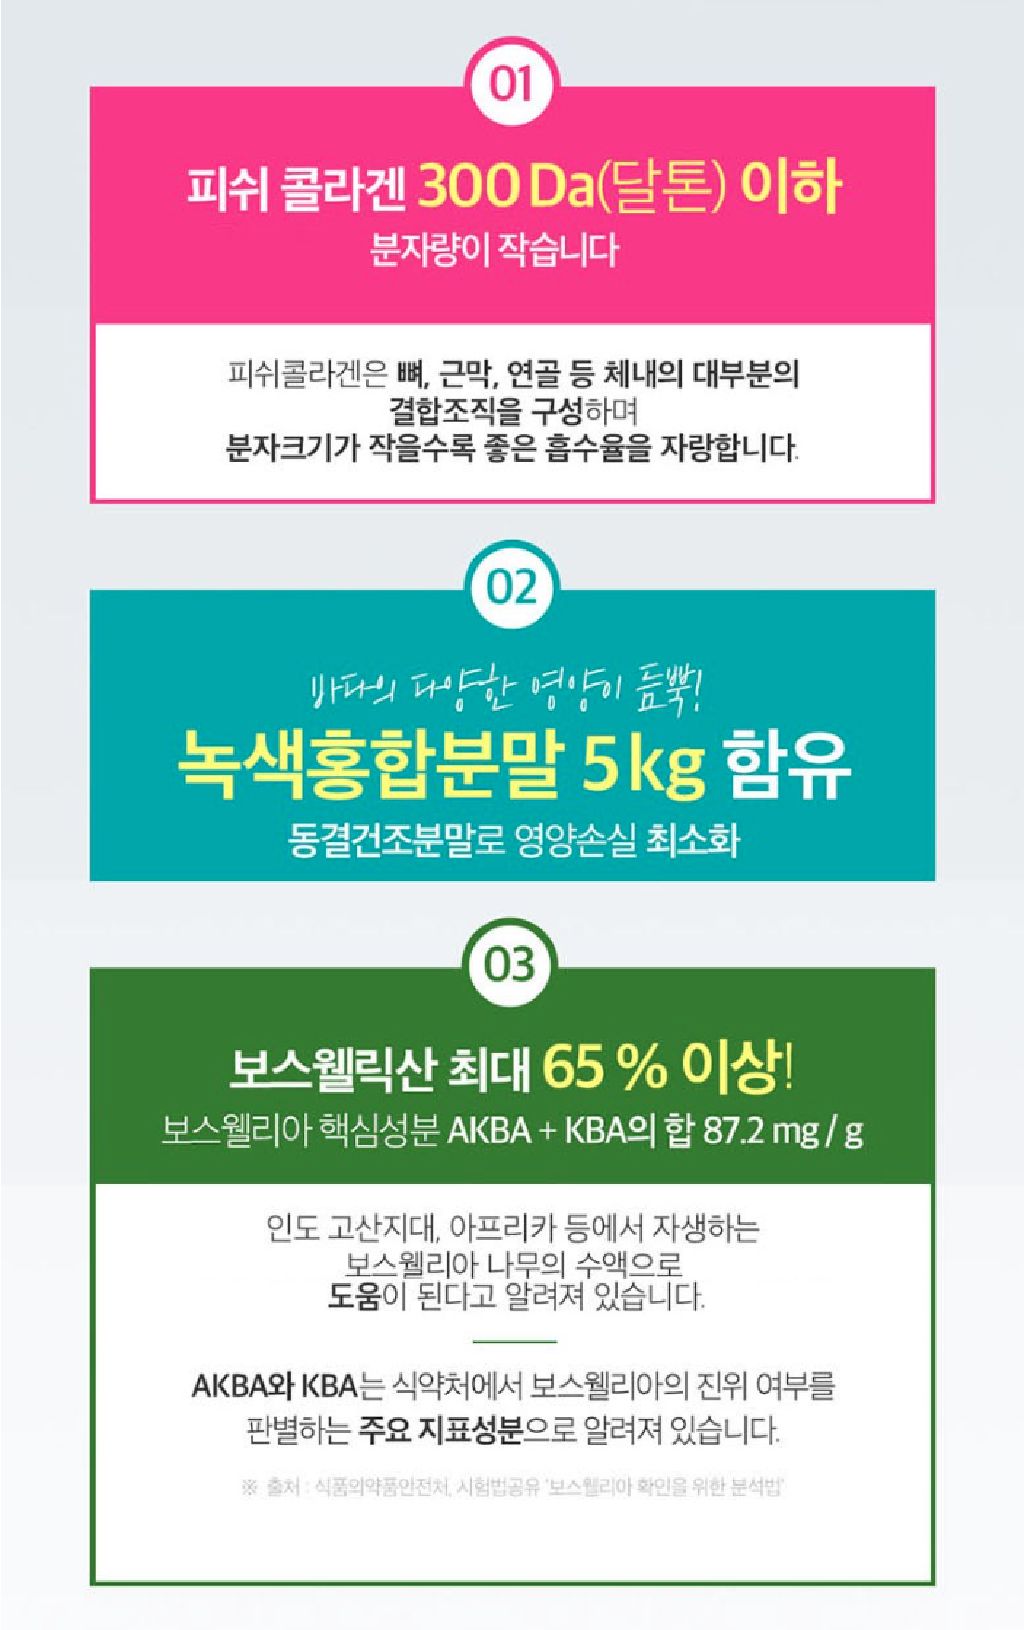 01
피쉬 콜라겐 300 Da(달톤) 이하
분자량이 작습니다
피쉬콜라겐은 뼈, 근막, 연골 등 체내의 대부분의
결합조직을 구성하며
분자크기가 작을수록 좋은 흡수율을 자랑합니다.
02
바다의 다양한 영양이 듬뿍!
녹색홍합분말 5kg 함유
동결건조분말로 영양손실 최소화
03
보스웰릭산 최대 65 % 이상!
보스웰리아 핵심성분 AKBA + KBA의 합 87.2 mg / g
인도 고산지대, 아프리카 등에서 자생하는
보스웰리아 나무의 수액으로
도움이 된다고 알려져 있습니다.
AKBA와 KBA는 식약처에서 보스웰리아의 진위 여부를
판별하는 주요 지표성분으로 알려져 있습니다.
※ 출처 : 식품의약품안전처, 시험법공유 '보스웰리아 확인을 위한 분석법'